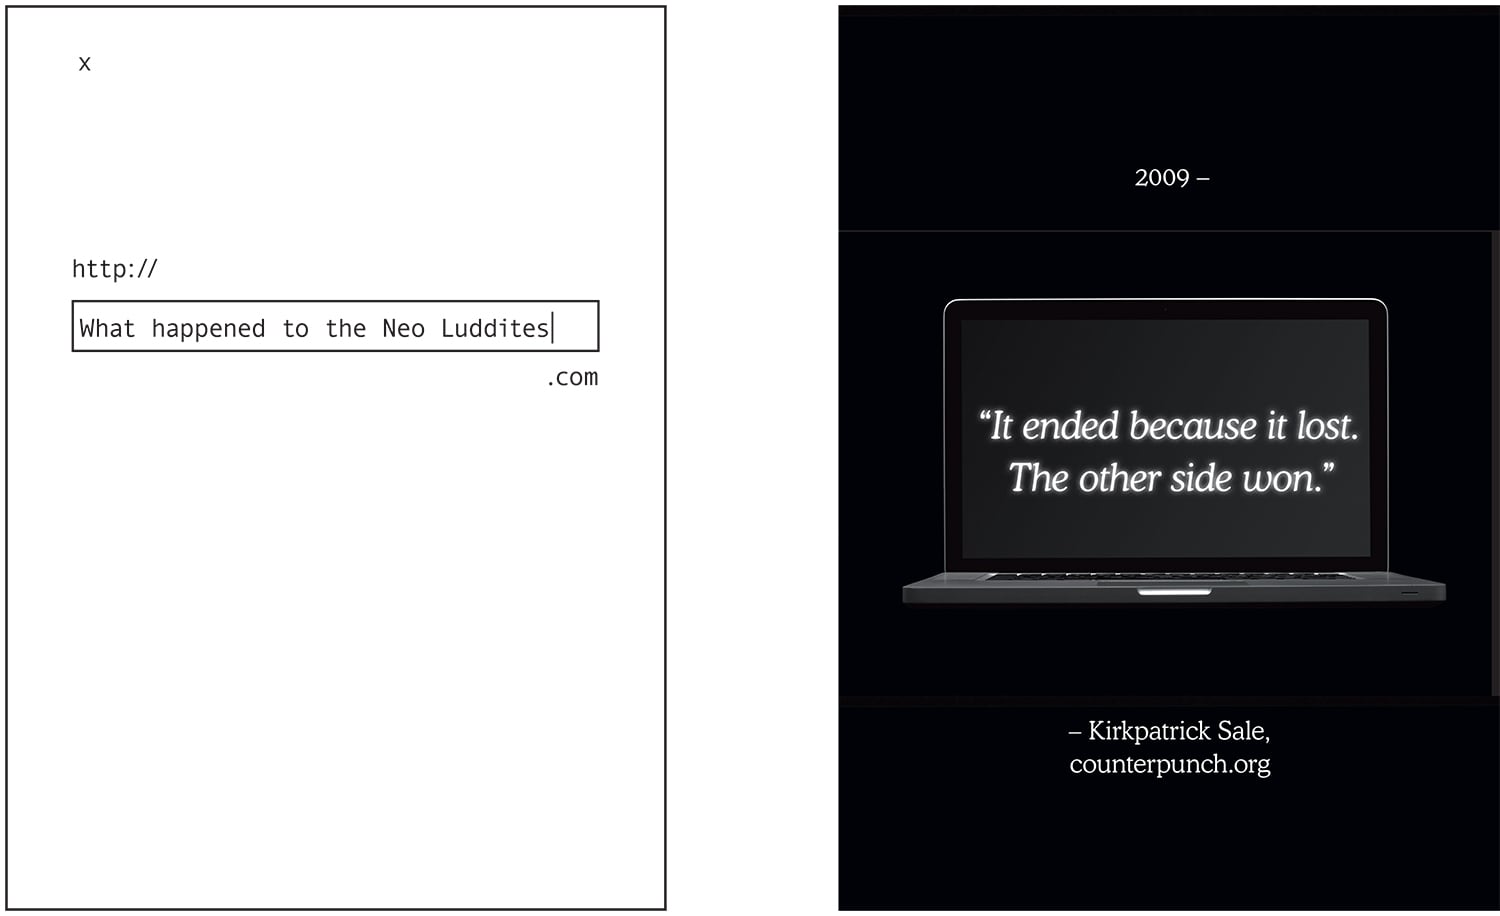 x
http://
What happened to the Neo Luddites
.com
2009 –
“It ended because it lost.
The other side won.”
– Kirkpatrick Sale,
counterpunch.org